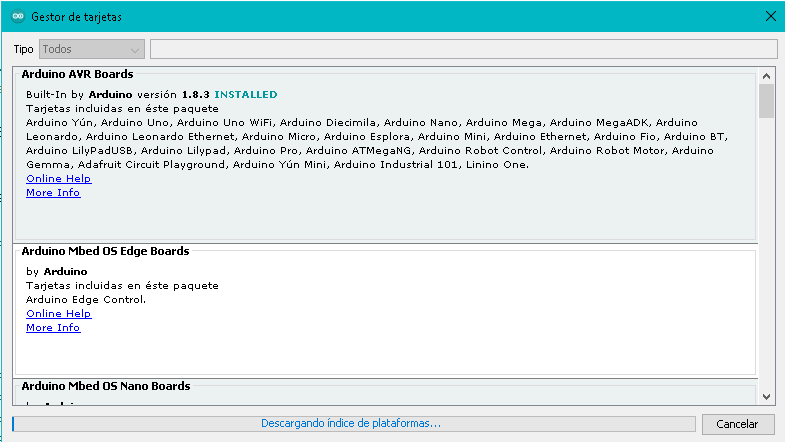 Gestor de tarjetas
Tipo Todos
Arduino AVR Boards
Built-In by Arduino versión 1.8.3 INSTALLED
Tarjetas incluidas en éste paquete
Arduino Yún, Arduino Uno, Arduino Uno WiFi, Arduino Diecimila, Arduino Nano, Arduino Mega, Arduino MegaADK, Arduino
Leonardo, Arduino Leonardo Ethernet, Arduino Micro, Arduino Esplora, Arduino Mini, Arduino Ethernet, Arduino Fio, Arduino BT,
Arduino LilyPadUSB, Arduino Lilypad, Arduino Pro, Arduino ATMegaNG, Arduino Robot Control, Arduino Robot Motor, Arduino
Gemma, Adafruit Circuit Playground, Arduino Yún Mini, Arduino Industrial 101, Linino One.
Online Help
More Info
Arduino Mbed OS Edge Boards
by Arduino
Tarjetas incluidas en éste paquete
Arduino Edge Control.
Online Help
More Info
Arduino Mbed OS Nano Boards
Descargando índice de plataformas...
Cancelar